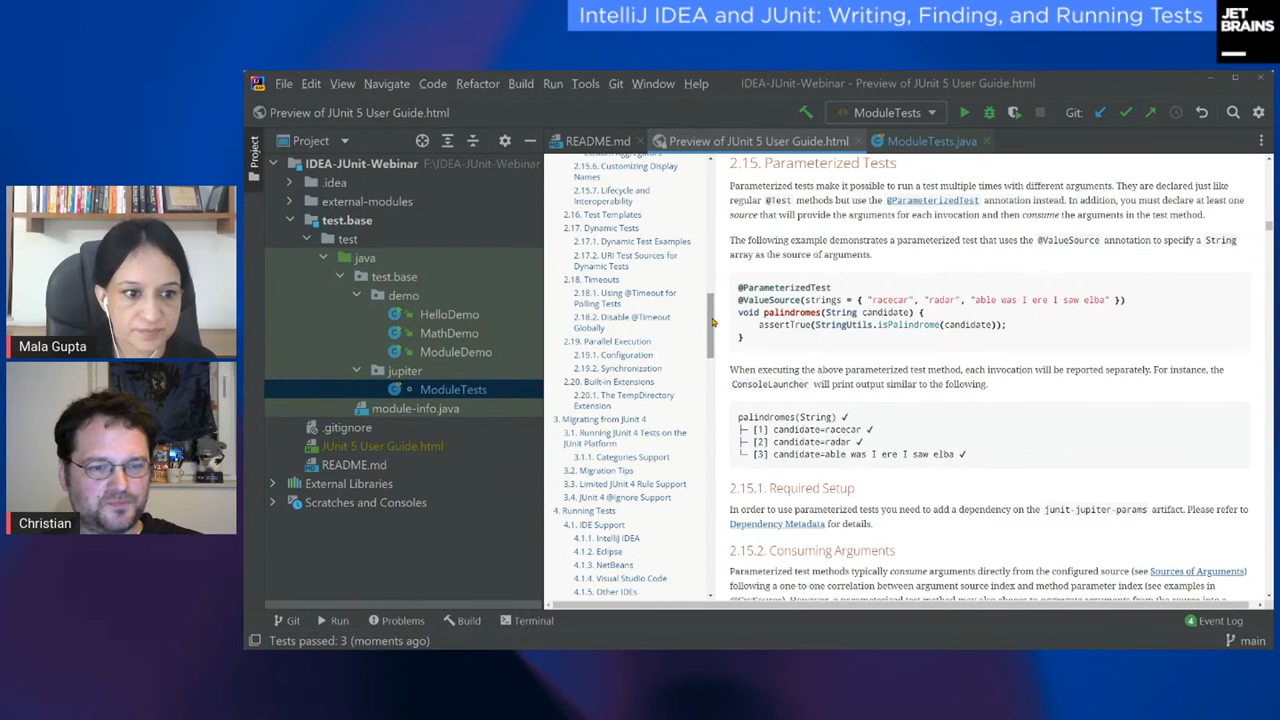 IntelliJ IDEA and JUnit: Writing, Finding, and Running Tests
JET
BRAINS
File Edit View Navigate Code Refactor Build Run Tools Git Window Help
IDEA-JUnit-Webinar - Preview of JUnit 5 User Guide.html
Preview of JUnit 5 User Guide.html
ModuleTests
Git:
Project
Project
README.md
Preview of JUnit 5 User Guide.html
ModuleTests.java
IDEA-JUnit-Webinar F:\IDEA-JUnit-Webinar
.idea
external-modules
test.base
test
java
test.base
demo
HelloDemo
MathDemo
ModuleDemo
jupiter
ModuleTests
module-info.java
.gitignore
JUnit 5 User Guide.html
README.md
External Libraries
Scratches and Consoles
2.15.6. Customizing Display
Names
2.15.7. Lifecycle and
Interoperability
2.16. Test Templates
2.17. Dynamic Tests
2.17.1. Dynamic Test Examples
2.17.2. URI Test Sources for
Dynamic Tests
2.18. Timeouts
2.18.1. Using @Timeout for
Polling Tests
2.18.2. Disable @Timeout
Globally
2.19. Parallel Execution
2.19.1. Configuration
2.19.2. Synchronization
2.20. Built-in Extensions
2.20.1. The TempDirectory
Extension
3. Migrating from JUnit 4
3.1. Running JUnit 4 Tests on the
JUnit Platform
3.1.1. Categories Support
3.2. Migration Tips
3.3. Limited JUnit 4 Rule Support
3.4. JUnit 4 @Ignore Support
4. Running Tests
4.1. IDE Support
4.1.1. IntelliJ IDEA
4.1.2. Eclipse
4.1.3. NetBeans
4.1.4. Visual Studio Code
4.1.5. Other IDEs
2.15. Parameterized Tests
Parameterized tests make it possible to run a test multiple times with different arguments. They are declared just like
regular @Test methods but use the @ParameterizedTest annotation instead. In addition, you must declare at least one
source that will provide the arguments for each invocation and then consume the arguments in the test method.
The following example demonstrates a parameterized test that uses the @ValueSource annotation to specify a String
array as the source of arguments.
@ParameterizedTest
@ValueSource(strings = { "racecar", "radar", "able was I ere I saw elba" })
void palindromes(String candidate) {
assertTrue(StringUtils.isPalindrome(candidate));
}
When executing the above parameterized test method, each invocation will be reported separately. For instance, the
ConsoleLauncher will print output similar to the following.
palindromes(String) ✔
├─ [1] candidate=racecar ✔
├─ [2] candidate=radar ✔
└─ [3] candidate=able was I ere I saw elba ✔
2.15.1. Required Setup
In order to use parameterized tests you need to add a dependency on the junit-jupiter-params artifact. Please refer to
Dependency Metadata for details.
2.15.2. Consuming Arguments
Parameterized test methods typically consume arguments directly from the configured source (see Sources of Arguments)
following a one-to-one correlation between argument source index and method parameter index (see examples in
Mala Gupta
Christian
Git Run Problems Build Terminal
4 Event Log
Tests passed: 3 (moments ago)
main